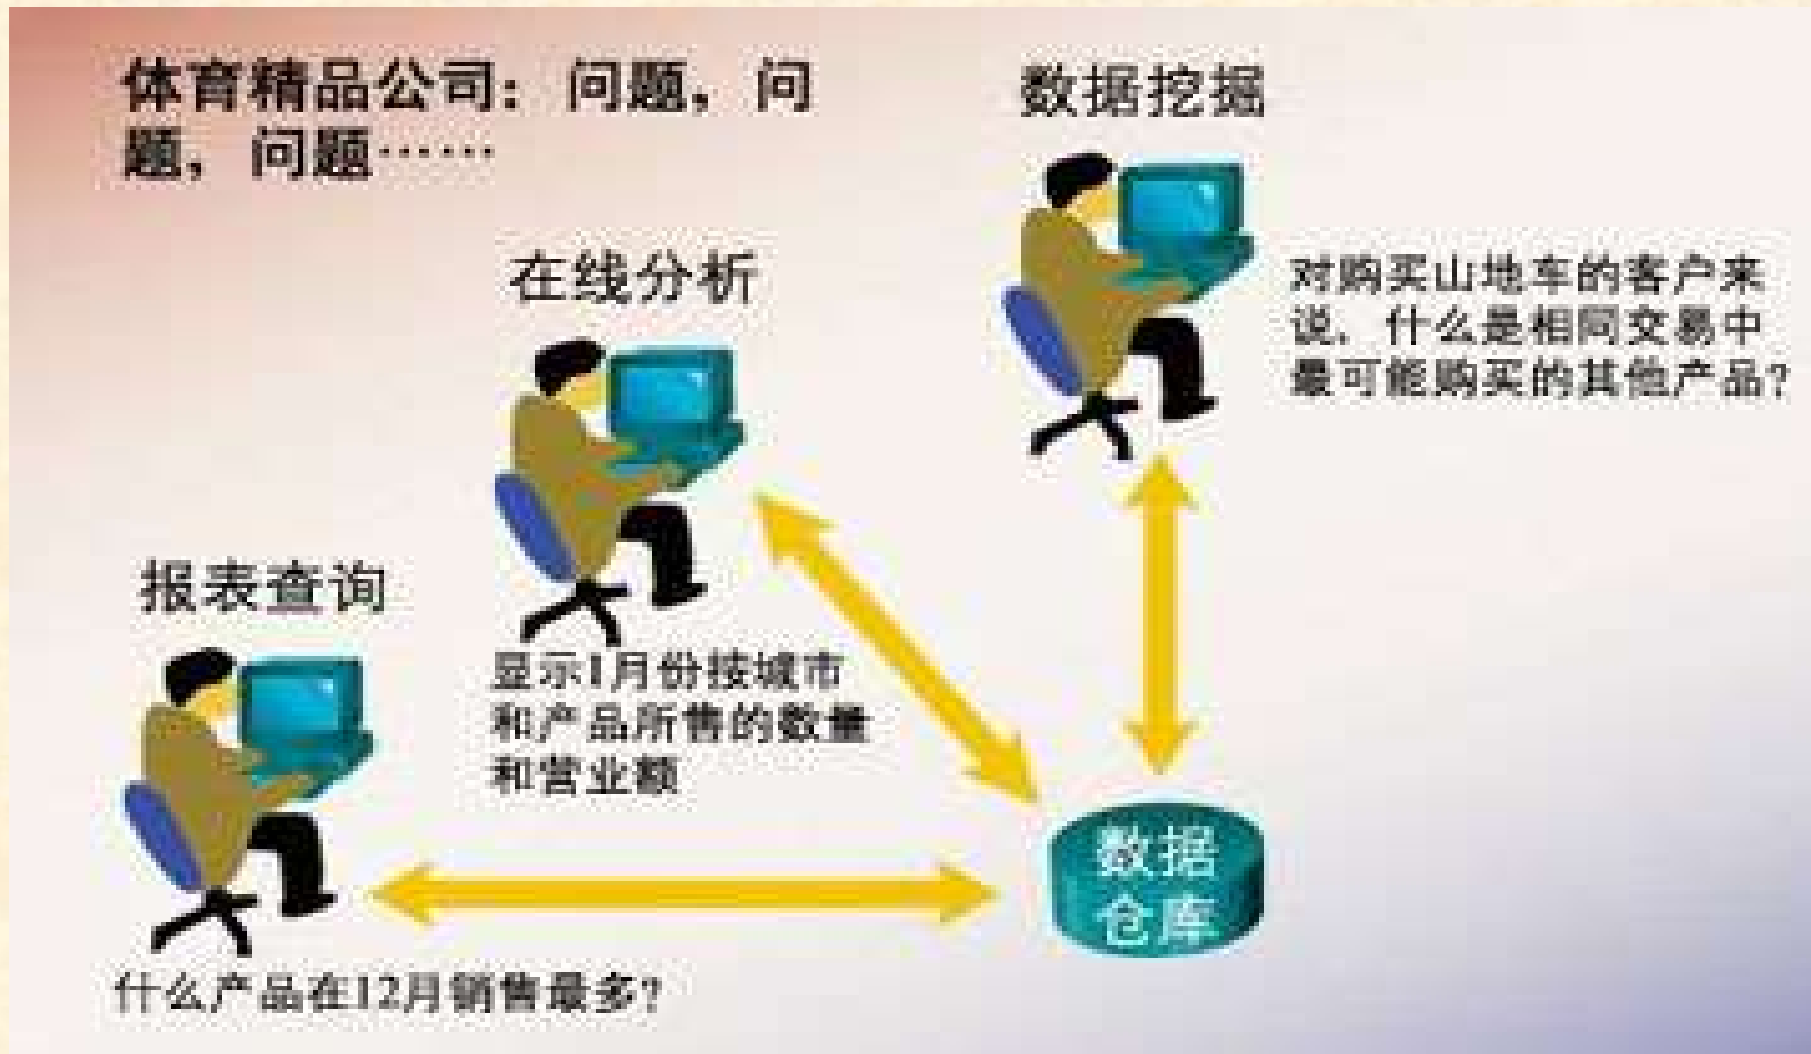 体育精品公司：问题，问
题，问题……
数据挖掘
对购买山地车的客户来
说，什么是相同交易中
最可能购买的其他产品？
在线分析
显示1月份按城市
和产品所售的数量
和营业额
报表查询
什么产品在12月销售最多？
数据
仓库